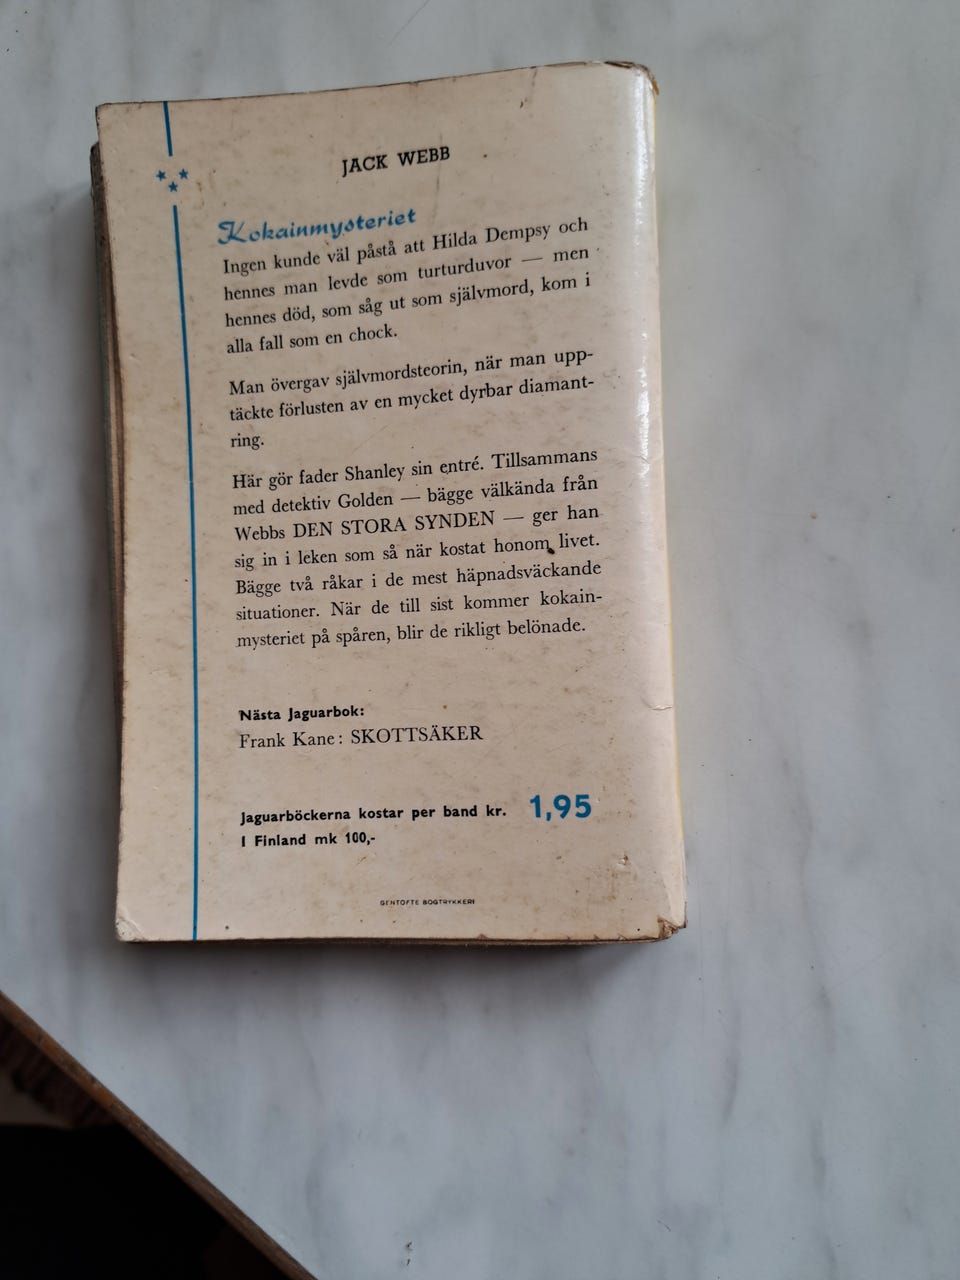 JACK WEBB
Kokainmysteriet
Ingen kunde väl påstå att Hilda Dempsy och
hennes man levde som turturduvor — men
hennes död, som såg ut som självmord, kom i
alla fall som en chock.
Man övergav självmordsteorin, när man upp-
täckte förlusten av en mycket dyrbar diamant-
ring.
Här gör fader Shanley sin entré. Tillsammans
med detektiv Golden — bägge välkända från
Webbs DEN STORA SYNDEN — ger han
sig in i leken som så när kostat honom livet.
Bägge två råkar i de mest häpnadsväckande
situationer. När de till sist kommer kokain-
mysteriet på spåren, blir de rikligt belönade.
Nästa Jaguarbok:
Frank Kane: SKOTTSÄKER
Jaguarböckerna kostar per band kr. 1,95
I Finland mk 100,-
GENTOFTE BOGTRYKKERI